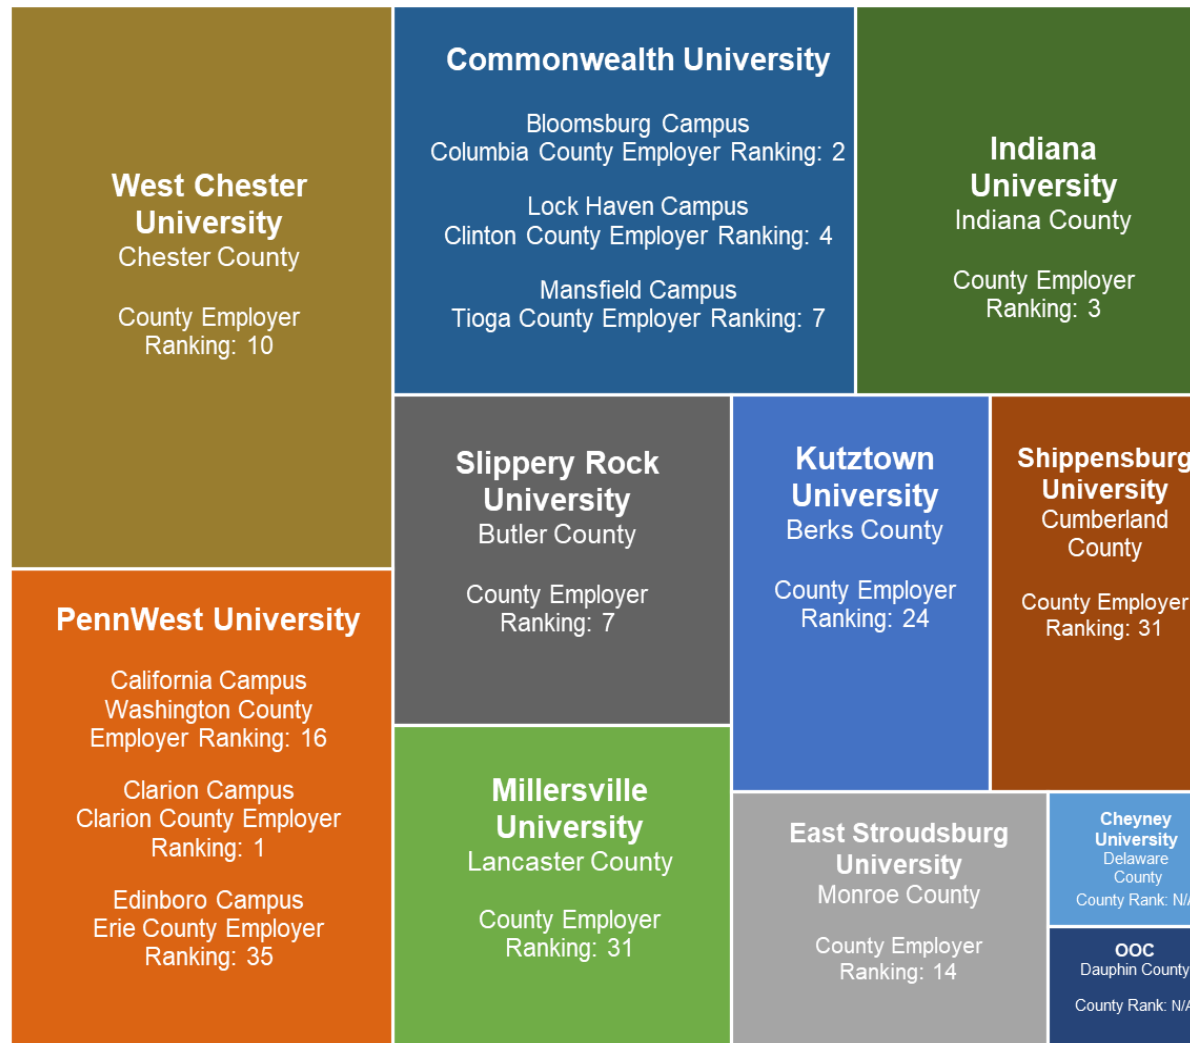 West Chester
University
Chester County
County Employer
Ranking: 10
Commonwealth University
Bloomsburg Campus
Columbia County Employer Ranking: 2
Lock Haven Campus
Clinton County Employer Ranking: 4
Mansfield Campus
Tioga County Employer Ranking: 7
Indiana
University
Indiana County
County Employer
Ranking: 3
Slippery Rock
University
Butler County
County Employer
Ranking: 7
Kutztown
University
Berks County
County Employer
Ranking: 24
Shippensburg
University
Cumberland
County
County Employer
Ranking: 31
PennWest University
California Campus
Washington County
Employer Ranking: 16
Clarion Campus
Clarion County Employer
Ranking: 1
Edinboro Campus
Erie County Employer
Ranking: 35
Millersville
University
Lancaster County
County Employer
Ranking: 31
East Stroudsburg
University
Monroe County
County Employer
Ranking: 14
Cheyney
University
Delaware
County
County Rank: N/A
OOC
Dauphin County
County Rank: N/A